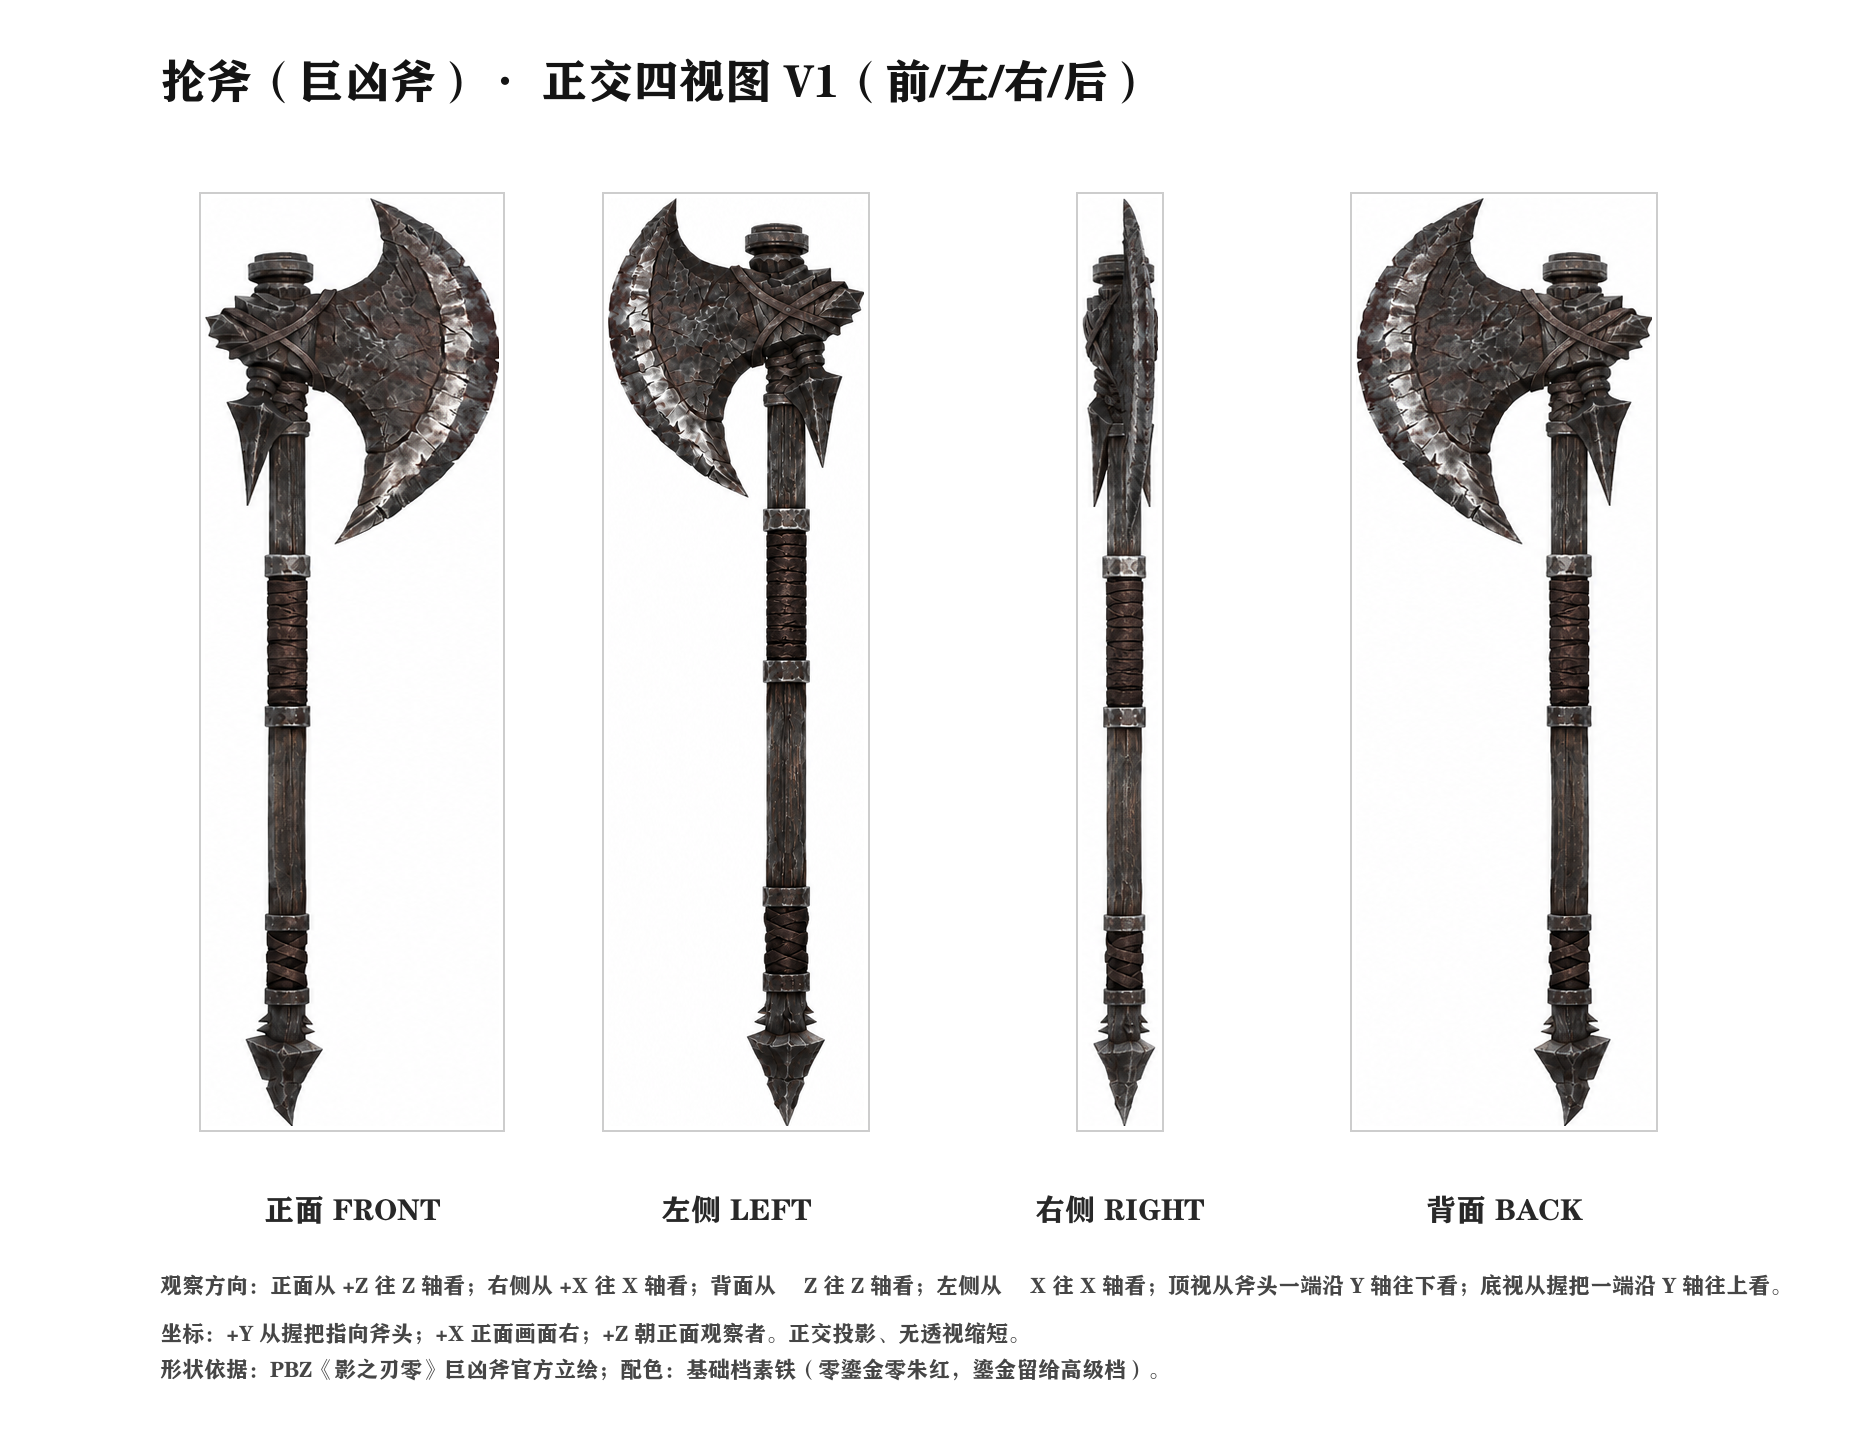 抡斧（巨凶斧） · 正交四视图 V1（前/左/右/后）
正面 FRONT
左侧 LEFT
右侧 RIGHT
背面 BACK
观察方向：正面从 +Z 往 Z 轴看；右侧从 +X 往 X 轴看；背面从 Z 往 Z 轴看；左侧从 X 往 X 轴看；顶视从斧头一端沿 Y 轴往下看；底视从握把一端沿 Y 轴往上看。
坐标：+Y 从握把指向斧头；+X 正面画面右；+Z 朝正面观察者。正交投影、无透视缩短。
形状依据：PBZ《影之刃零》巨凶斧官方立绘；配色：基础档素铁（零鎏金零朱红，鎏金留给高级档）。